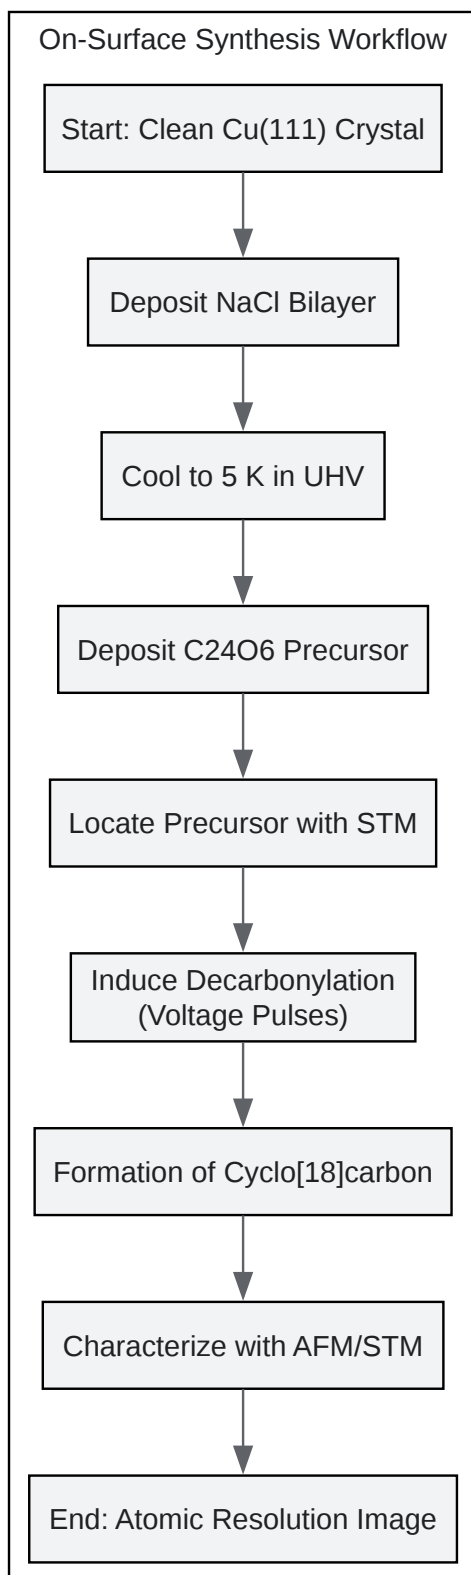 On-Surface Synthesis Workflow
Start: Clean Cu(111) Crystal
Deposit NaCl Bilayer
Cool to 5 K in UHV
Deposit C24O6 Precursor
Locate Precursor with STM
Induce Decarbonylation
(Voltage Pulses)
Formation of Cyclo[18]carbon
Characterize with AFM/STM
End: Atomic Resolution Image